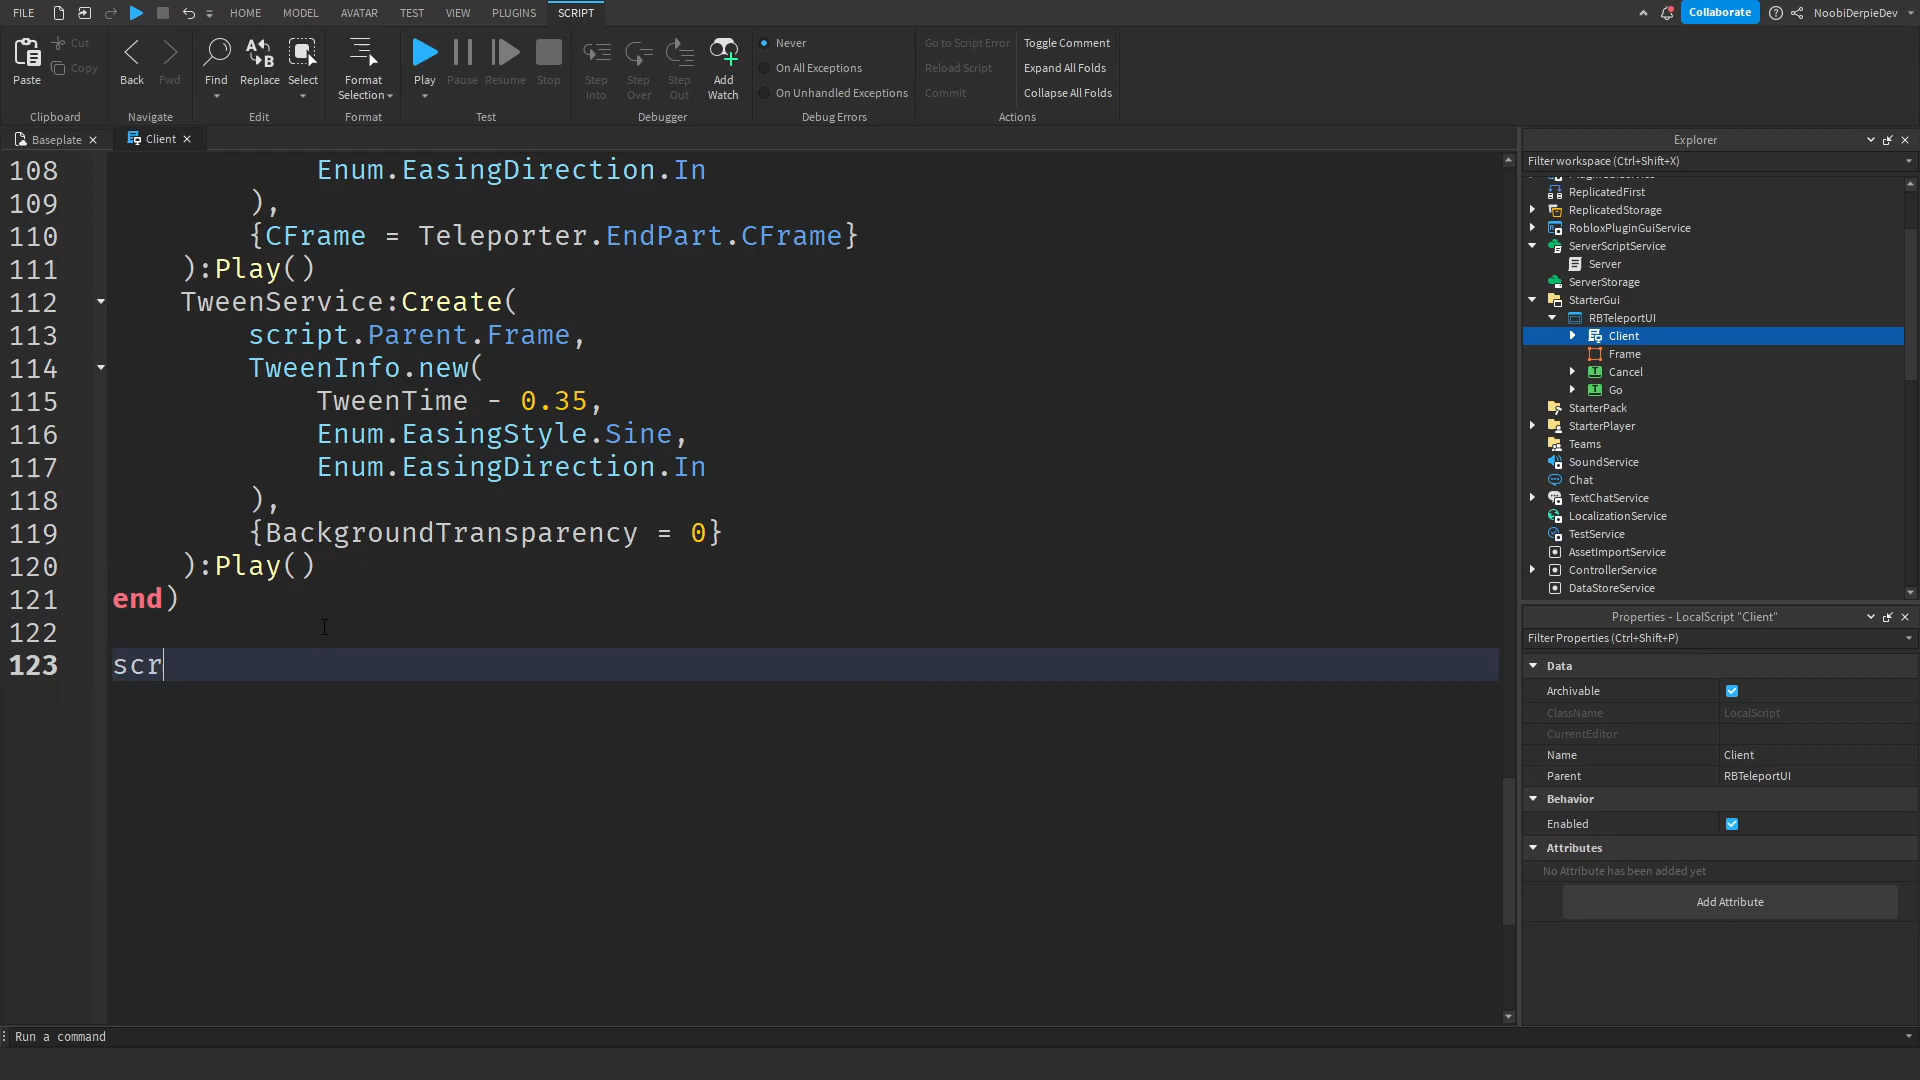 FILE HOME MODEL AVATAR TEST VIEW PLUGINS SCRIPT Collaborate NoobiDerpieDev
Paste Cut Copy
Clipboard
Back Fwd
Navigate
Find Replace Select
Edit
Format Selection
Format
Play Pause Resume Stop
Test
Step Into Step Over Step Out Add Watch
Debugger
Never
On All Exceptions
On Unhandled Exceptions
Debug Errors
Go to Script Error Toggle Comment
Reload Script Expand All Folds
Commit Collapse All Folds
Actions
Baseplate Client
108 Enum.EasingDirection.In
109 ),
110 {CFrame = Teleporter.EndPart.CFrame}
111 ):Play()
112 TweenService:Create(
113 script.Parent.Frame,
114 TweenInfo.new(
115 TweenTime - 0.35,
116 Enum.EasingStyle.Sine,
117 Enum.EasingDirection.In
118 ),
119 {BackgroundTransparency = 0}
120 ):Play()
121 end)
122
123 scr
Explorer
Filter workspace (Ctrl+Shift+X)
ReplicatedFirst
ReplicatedStorage
RobloxPluginGuiService
ServerScriptService
Server
ServerStorage
StarterGui
RBTeleportUI
Client
Frame
Cancel
Go
StarterPack
StarterPlayer
Teams
SoundService
Chat
TextChatService
LocalizationService
TestService
AssetImportService
ControllerService
DataStoreService
Properties - LocalScript "Client"
Filter Properties (Ctrl+Shift+P)
Data
Archivable
ClassName LocalScript
CurrentEditor
Name Client
Parent RBTeleportUI
Behavior
Enabled
Attributes
No Attribute has been added yet
Add Attribute
Run a command